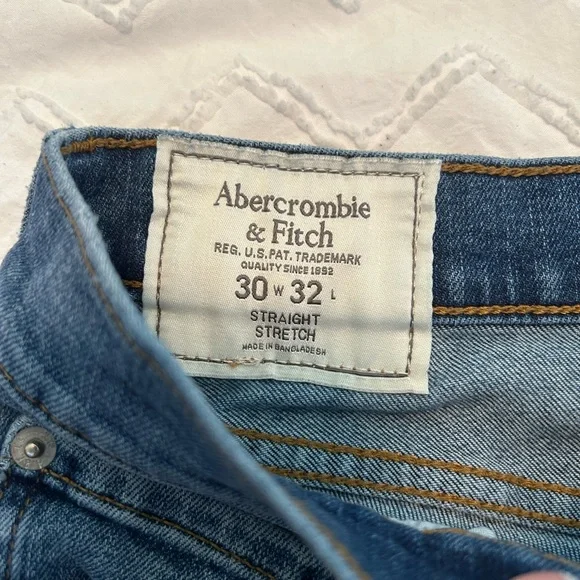 Abercrombie
& Fitch
REG. U.S. PAT. TRADEMARK
QUALITY SINCE 1892
30 W 32 L
STRAIGHT
STRETCH
MADE IN BANGLADESH